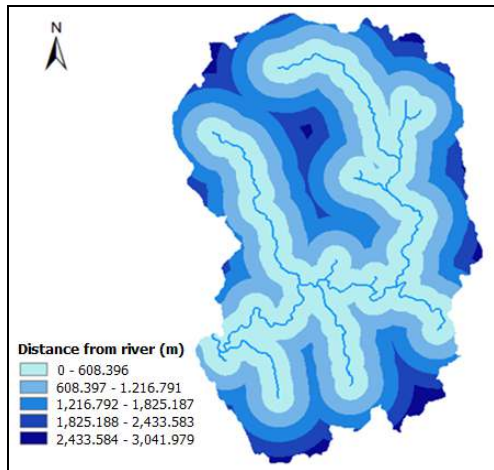 N
Distance from river (m)
0 - 608.396
608.397 - 1.216.791
1,216.792 - 1,825.187
1,825.188 - 2,433.583
2,433.584 - 3,041.979